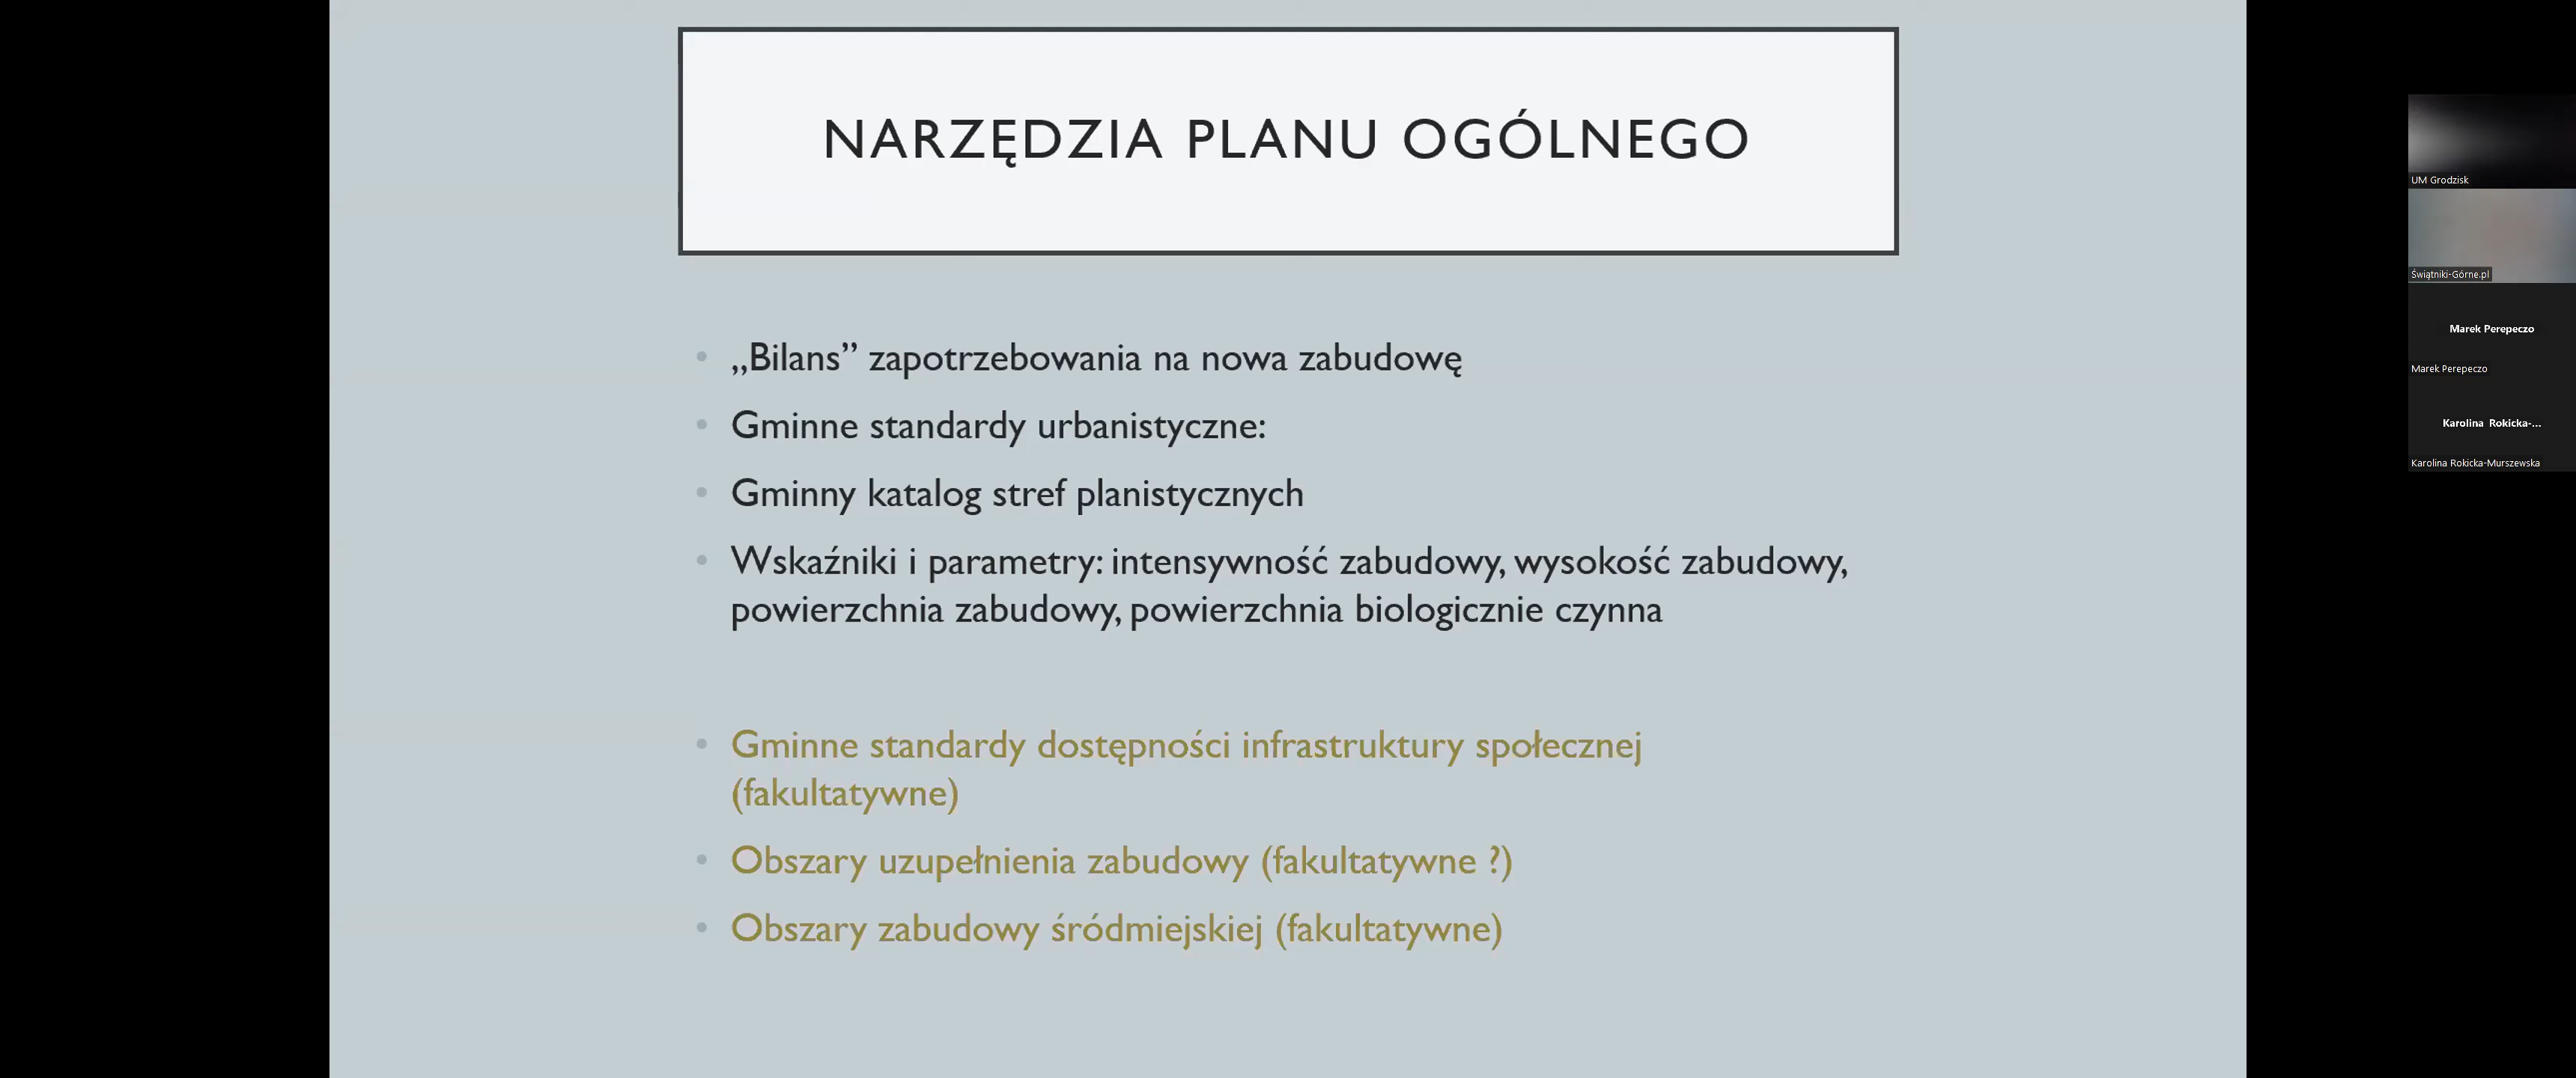 NARZĘDZIA PLANU OGÓLNEGO
„Bilans” zapotrzebowania na nowa zabudowę
Gminne standardy urbanistyczne:
Gminny katalog stref planistycznych
Wskaźniki i parametry: intensywność zabudowy, wysokość zabudowy,
powierzchnia zabudowy, powierzchnia biologicznie czynna
Gminne standardy dostępności infrastruktury społecznej
(fakultatywne)
Obszary uzupełnienia zabudowy (fakultatywne ?)
Obszary zabudowy śródmiejskiej (fakultatywne)
UM Grodzisk
Świątniki-Górne.pl
Marek Perepeczo
Marek Perepeczo
Karolina Rokicka-...
Karolina Rokicka-Murszewska